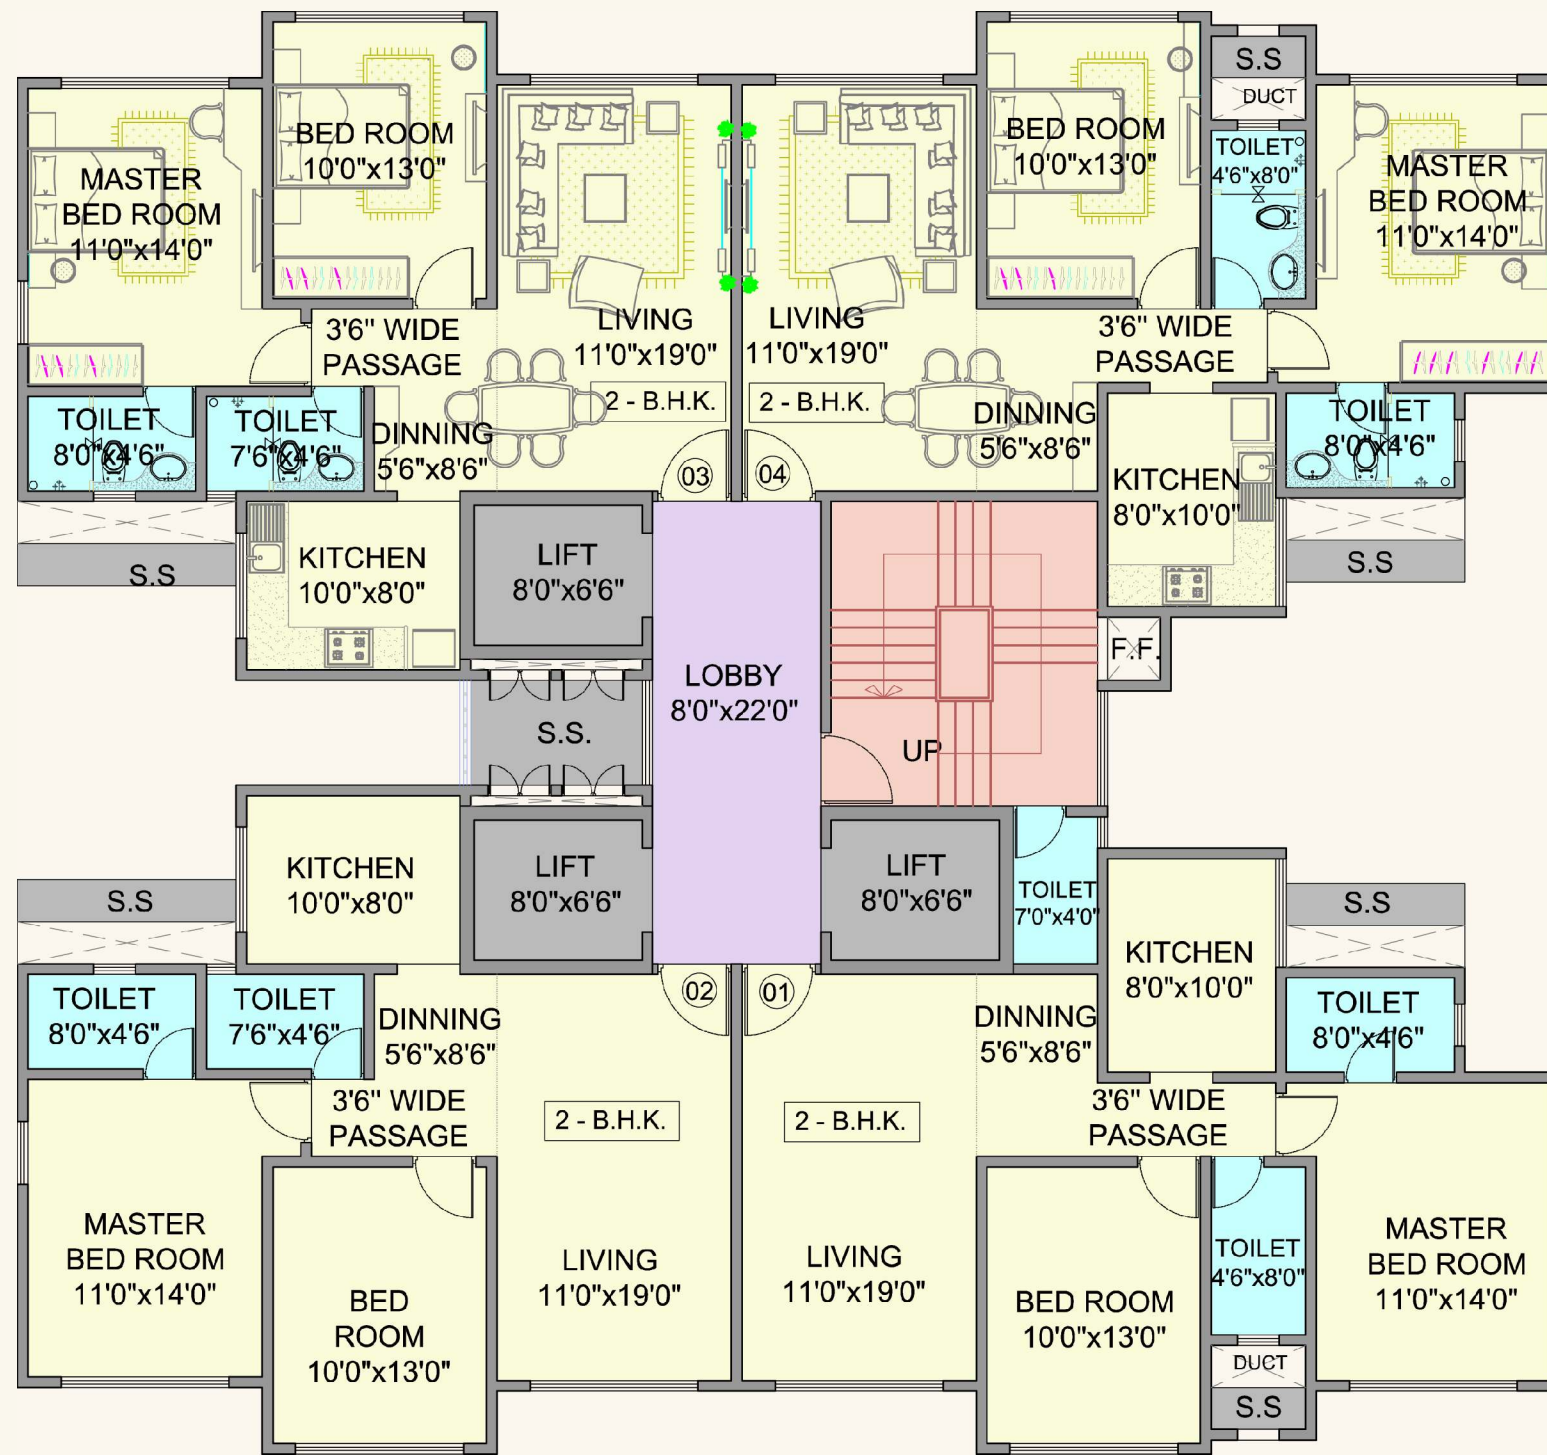 S.S
DUCT
BED ROOM
10'0"x13'0"
BED ROOM
10'0"x13'0"
TOILET
4'6"x8'0"
MASTER
BED ROOM
11'0"x14'0"
MASTER
BED ROOM
11'0"x14'0"
3'6" WIDE
PASSAGE
LIVING
11'0"x19'0"
LIVING
11'0"x19'0"
3'6" WIDE
PASSAGE
2 - B.H.K.
2 - B.H.K.
TOILET
8'0"x4'6"
TOILET
7'6"x4'6"
DINNING
5'6"x8'6"
DINNING
5'6"x8'6"
TOILET
8'0"x4'6"
03
04
KITCHEN
8'0"x10'0"
S.S
KITCHEN
10'0"x8'0"
LIFT
8'0"x6'6"
S.S
F.F.
LOBBY
8'0"x22'0"
S.S.
UP
S.S
KITCHEN
10'0"x8'0"
LIFT
8'0"x6'6"
LIFT
8'0"x6'6"
TOILET
7'0"x4'0"
S.S
KITCHEN
8'0"x10'0"
TOILET
8'0"x4'6"
TOILET
7'6"x4'6"
DINNING
5'6"x8'6"
02
01
DINNING
5'6"x8'6"
TOILET
8'0"x4'6"
3'6" WIDE
PASSAGE
2 - B.H.K.
2 - B.H.K.
3'6" WIDE
PASSAGE
MASTER
BED ROOM
11'0"x14'0"
BED
ROOM
10'0"x13'0"
LIVING
11'0"x19'0"
LIVING
11'0"x19'0"
BED ROOM
10'0"x13'0"
TOILET
4'6"x8'0"
MASTER
BED ROOM
11'0"x14'0"
DUCT
S.S